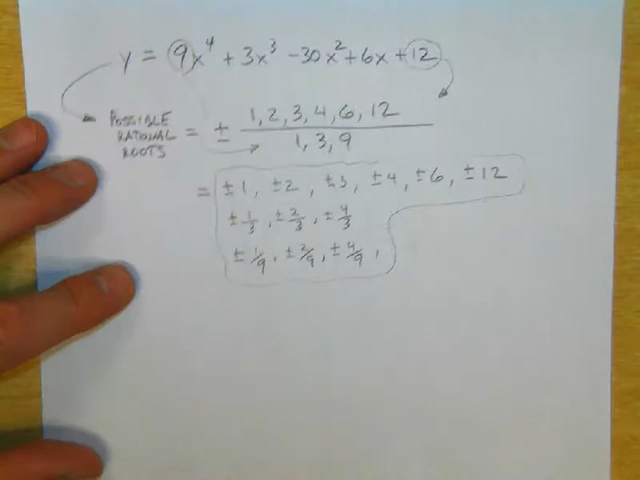 y = 9x⁴ + 3x³ - 30x² + 6x + 12
POSSIBLE RATIONAL ROOTS = ± 1, 2, 3, 4, 6, 12 / 1, 3, 9
= ±1, ±2, ±3, ±4, ±6, ±12
±1/3, ±2/3, ±4/3
±1/9, ±2/9, ±4/9,